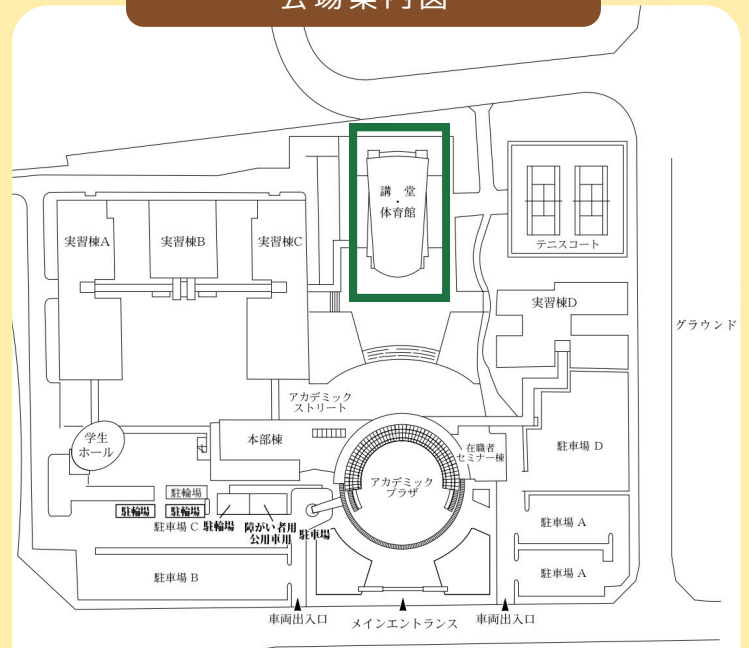 会場案内図
講　堂
・
体育館
テニスコート
実習棟A
実習棟B
実習棟C
実習棟D
グラウンド
アカデミック
ストリート
学生
ホール
本部棟
在職者
セミナー棟
駐車場 D
アカデミック
プラザ
駐輪場
駐輪場
駐輪場
駐車場 C
駐輪場
障がい者用
公用車用
駐車場
駐車場 A
駐車場 B
駐車場 A
車両出入口
メインエントランス
車両出入口